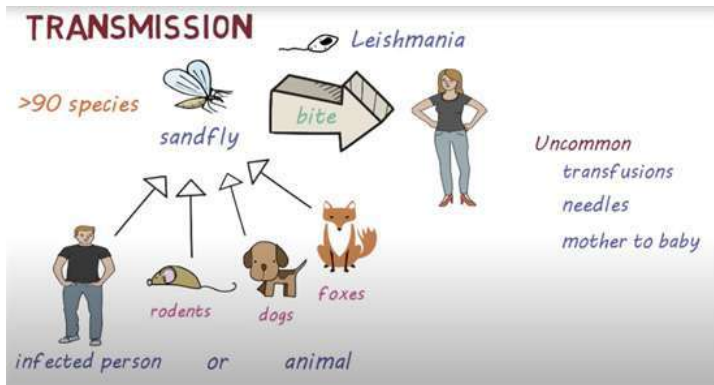 TRANSMISSION
Leishmania
>90 species
sandfly
bite
Uncommon
transfusions
needles
mother to baby
rodents
dogs
foxes
infected person or animal